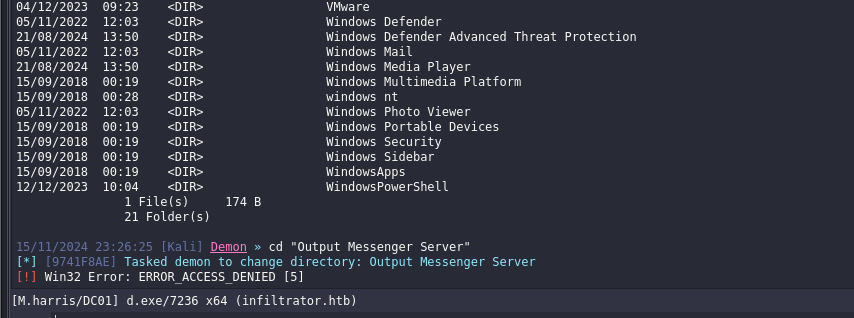 04/12/2023  09:23    <DIR>                 VMware
05/11/2022  12:03    <DIR>                 Windows Defender
21/08/2024  13:50    <DIR>                 Windows Defender Advanced Threat Protection
05/11/2022  12:03    <DIR>                 Windows Mail
21/08/2024  13:50    <DIR>                 Windows Media Player
15/09/2018  00:19    <DIR>                 Windows Multimedia Platform
15/09/2018  00:28    <DIR>                 windows nt
05/11/2022  12:03    <DIR>                 Windows Photo Viewer
15/09/2018  00:19    <DIR>                 Windows Portable Devices
15/09/2018  00:19    <DIR>                 Windows Security
15/09/2018  00:19    <DIR>                 Windows Sidebar
15/09/2018  00:19    <DIR>                 WindowsApps
12/12/2023  10:04    <DIR>                 WindowsPowerShell
               1 File(s)     174 B
               21 Folder(s)
15/11/2024 23:26:25 [Kali] Demon » cd "Output Messenger Server"
[*] [9741F8AE] Tasked demon to change directory: Output Messenger Server
[!] Win32 Error: ERROR_ACCESS_DENIED [5]
[M.harris/DC01] d.exe/7236 x64 (infiltrator.htb)